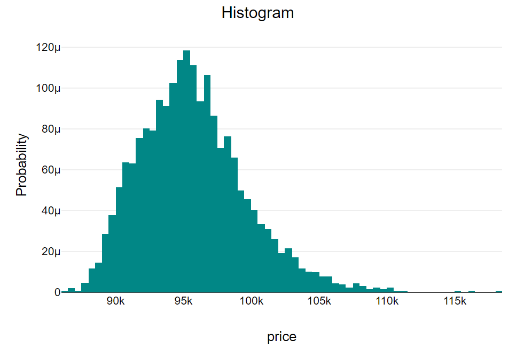 Histogram
120μ
100μ
80μ
60μ
40μ
20μ
0
Probability
90k
95k
100k
105k
110k
115k
price